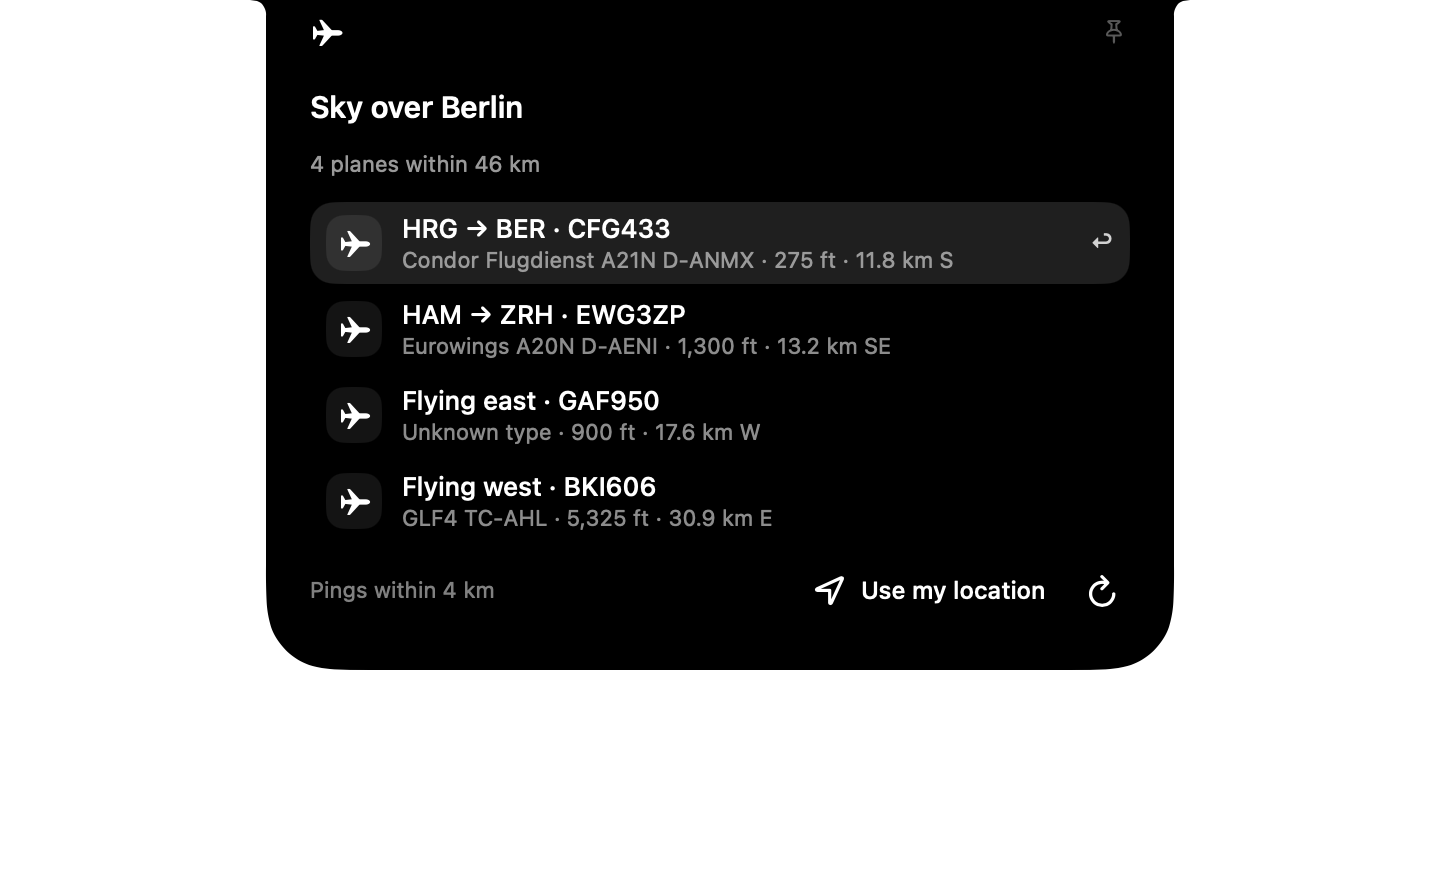 Sky over Berlin
4 planes within 46 km
HRG → BER · CFG433
Condor Flugdienst A21N D-ANMX · 275 ft · 11.8 km S
HAM → ZRH · EWG3ZP
Eurowings A20N D-AENI · 1,300 ft · 13.2 km SE
Flying east · GAF950
Unknown type · 900 ft · 17.6 km W
Flying west · BKI606
GLF4 TC-AHL · 5,325 ft · 30.9 km E
Pings within 4 km
Use my location